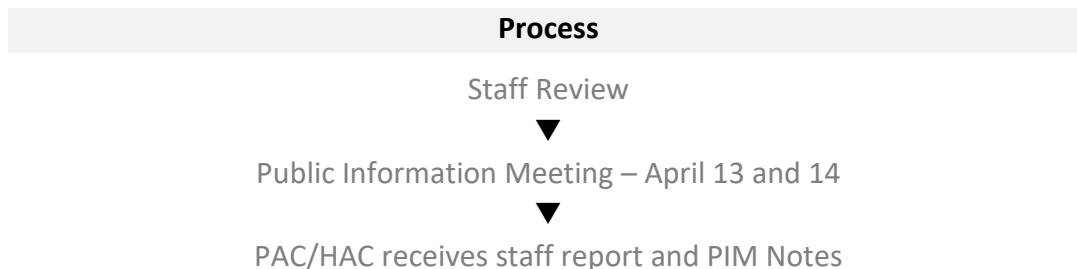 Process
Staff Review
Public Information Meeting – April 13 and 14
PAC/HAC receives staff report and PIM Notes